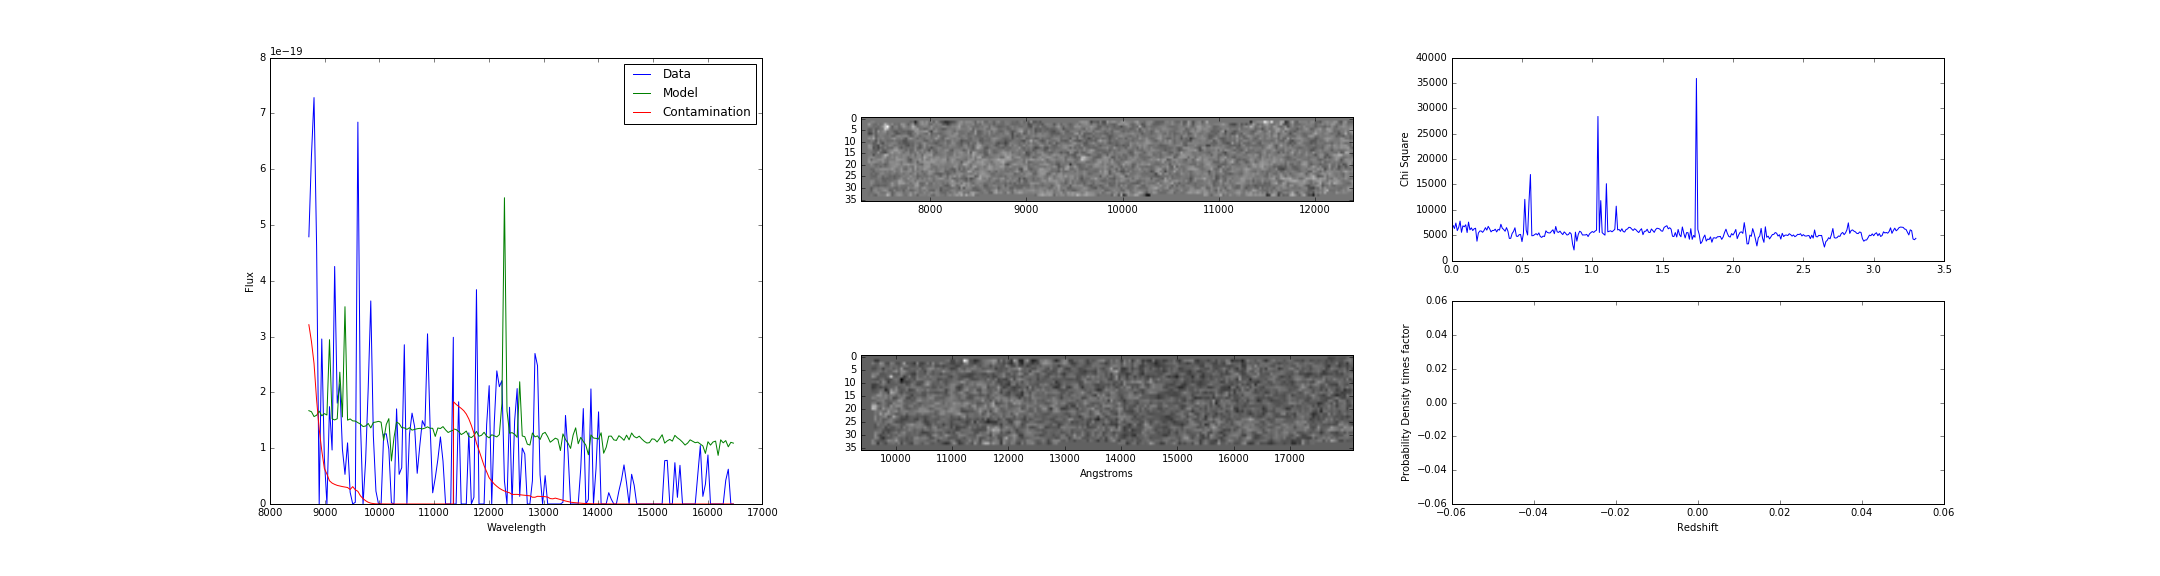 1e−19
8
7
6
5
4
3
2
1
0
Flux
8000 9000 10000 11000 12000 13000 14000 15000 16000 17000
Wavelength
Data
Model
Contamination
0
5
10
15
20
25
30
35
8000 9000 10000 11000 12000
0
5
10
15
20
25
30
35
10000 11000 12000 13000 14000 15000 16000 17000
Angstroms
40000
35000
30000
25000
20000
15000
10000
5000
0
Chi Square
0.0 0.5 1.0 1.5 2.0 2.5 3.0 3.5
0.06
0.04
0.02
0.00
−0.02
−0.04
−0.06
Probability Density times factor
−0.06 −0.04 −0.02 0.00 0.02 0.04 0.06
Redshift